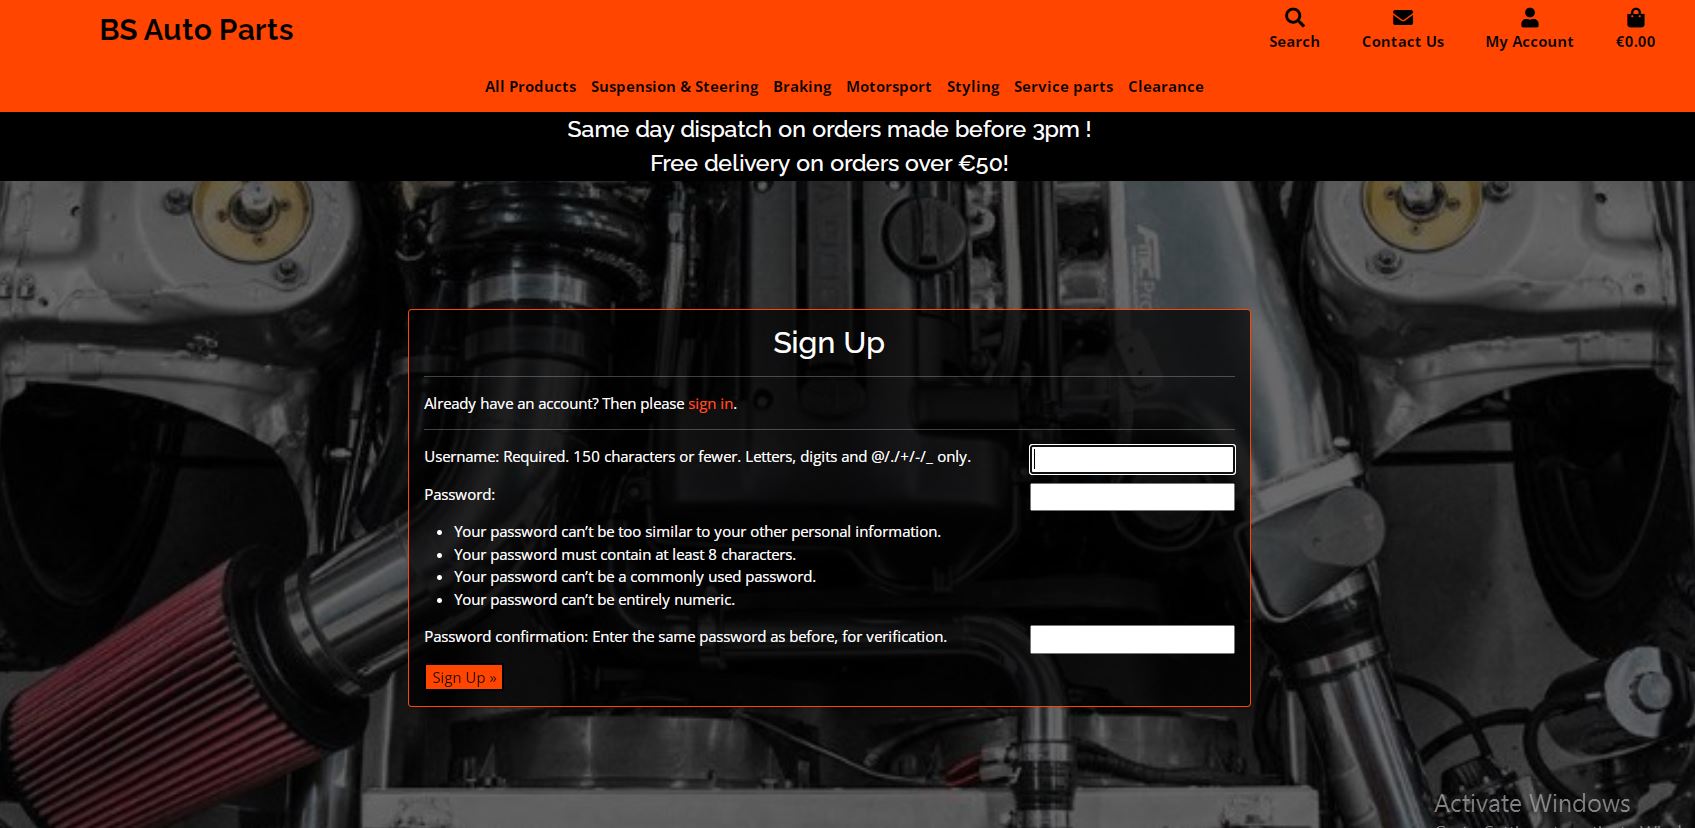 BS Auto Parts
Search
Contact Us
My Account
€0.00
All Products Suspension & Steering Braking Motorsport Styling Service parts Clearance
Same day dispatch on orders made before 3pm !
Free delivery on orders over €50!
Sign Up
Already have an account? Then please sign in.
Username: Required. 150 characters or fewer. Letters, digits and @/./+/-/_ only.
Password:
• Your password can’t be too similar to your other personal information.
• Your password must contain at least 8 characters.
• Your password can’t be a commonly used password.
• Your password can’t be entirely numeric.
Password confirmation: Enter the same password as before, for verification.
Sign Up »
Activate Windows